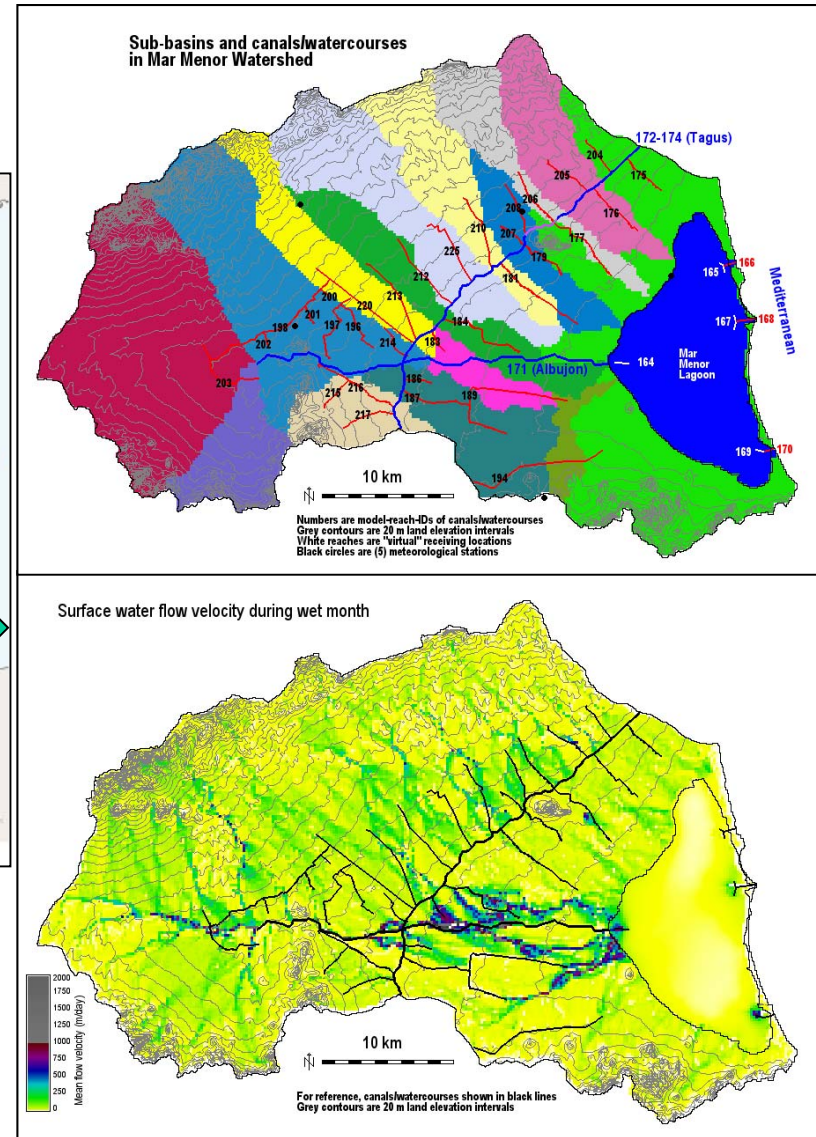 Sub-basins and canals/watercourses
in Mar Menor Watershed
172-174 (Tagus)
204
205
175
206
176
208
210
207
177
225
179
166
165
Mediterranean
212
181
200
213
220
201
168
167
198
197
196
184
202
214
183
171 (Albujon)
164
Mar
Menor
Lagoon
203
216
186
215
187
189
217
169
170
194
10 km
N
Numbers are model-reach-IDs of canals/watercourses
Grey contours are 20 m land elevation intervals
White reaches are "virtual" receiving locations
Black circles are (5) meteorological stations
Surface water flow velocity during wet month
Mean flow velocity (m/day)
2000
1750
1500
1250
1000
750
500
250
0
10 km
N
For reference, canals/watercourses shown in black lines
Grey contours are 20 m land elevation intervals